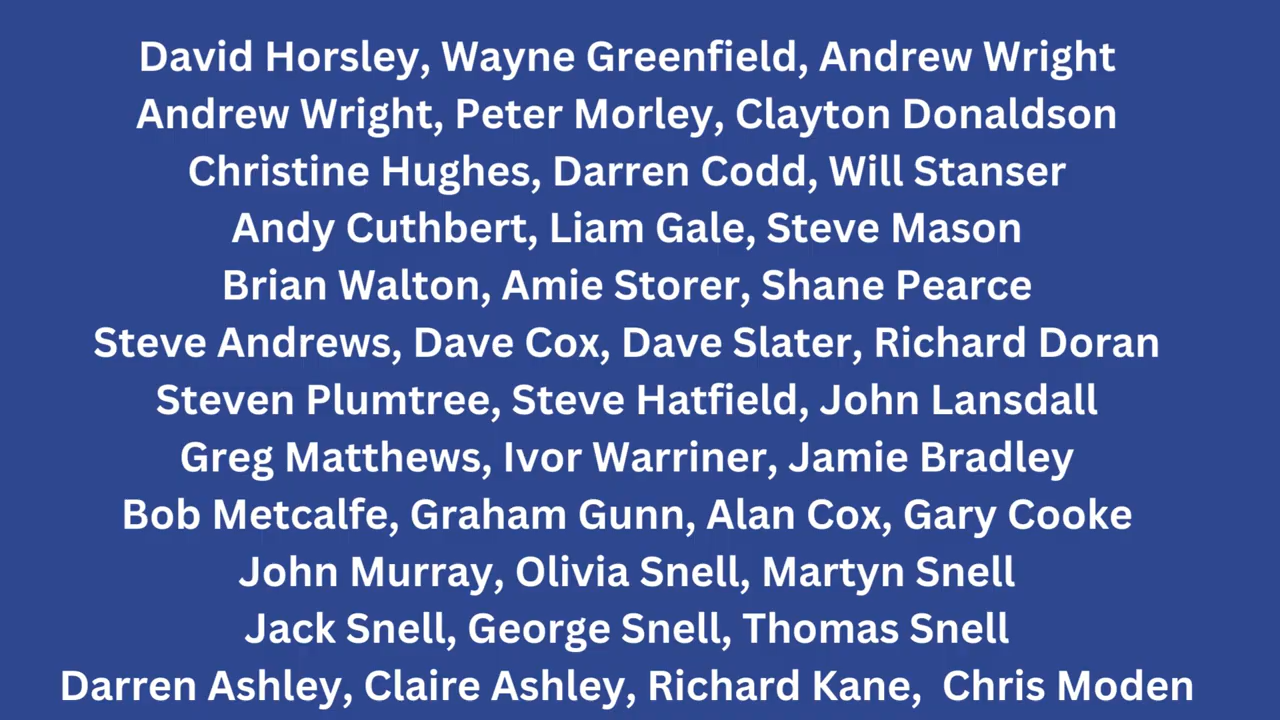 David Horsley, Wayne Greenfield, Andrew Wright
Andrew Wright, Peter Morley, Clayton Donaldson
Christine Hughes, Darren Codd, Will Stanser
Andy Cuthbert, Liam Gale, Steve Mason
Brian Walton, Amie Storer, Shane Pearce
Steve Andrews, Dave Cox, Dave Slater, Richard Doran
Steven Plumtree, Steve Hatfield, John Lansdall
Greg Matthews, Ivor Warriner, Jamie Bradley
Bob Metcalfe, Graham Gunn, Alan Cox, Gary Cooke
John Murray, Olivia Snell, Martyn Snell
Jack Snell, George Snell, Thomas Snell
Darren Ashley, Claire Ashley, Richard Kane,  Chris Moden